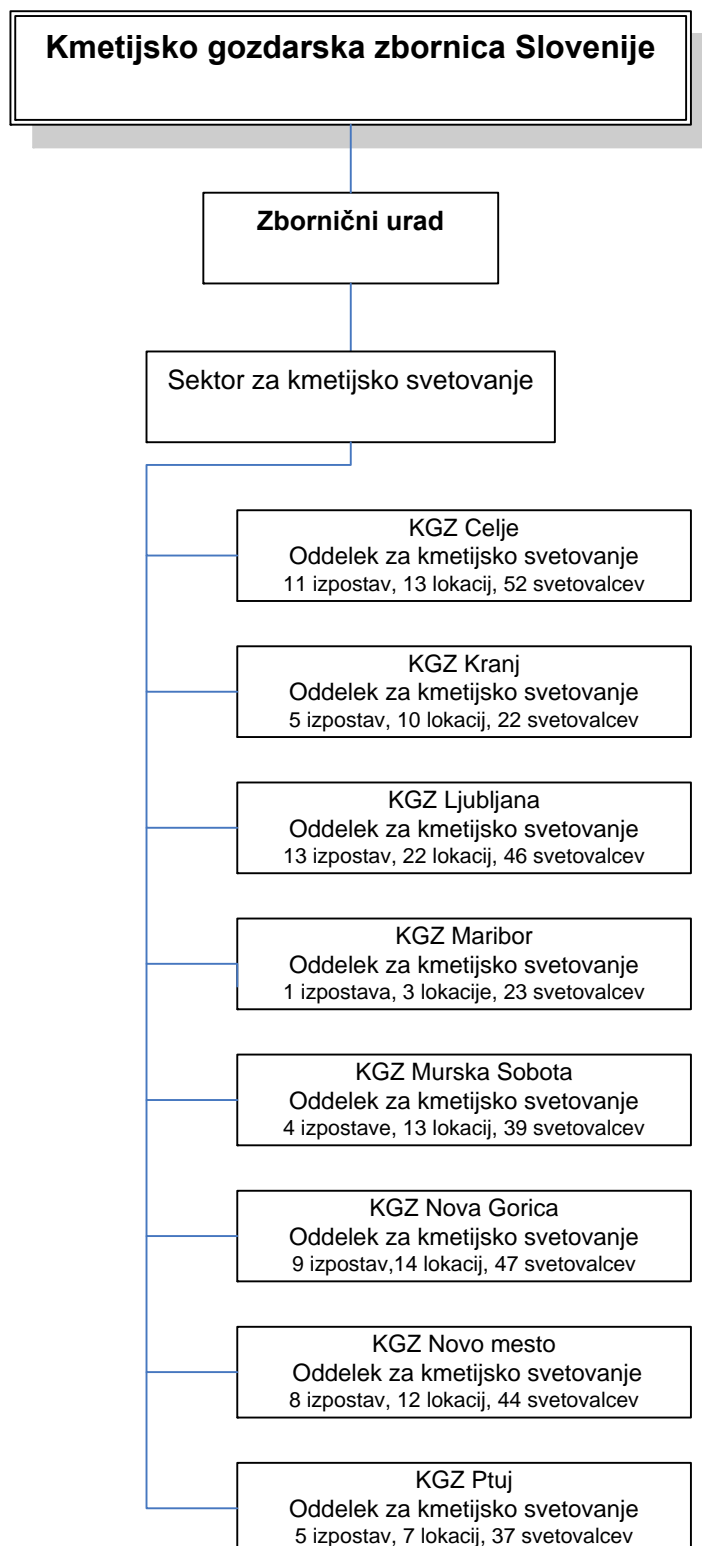 Kmetijsko gozdarska zbornica Slovenije
Zbornični urad
Sektor za kmetijsko svetovanje
KGZ Celje
Oddelek za kmetijsko svetovanje
11 izpostav, 13 lokacij, 52 svetovalcev
KGZ Kranj
Oddelek za kmetijsko svetovanje
5 izpostav, 10 lokacij, 22 svetovalcev
KGZ Ljubljana
Oddelek za kmetijsko svetovanje
13 izpostav, 22 lokacij, 46 svetovalcev
KGZ Maribor
Oddelek za kmetijsko svetovanje
1 izpostava, 3 lokacije, 23 svetovalcev
KGZ Murska Sobota
Oddelek za kmetijsko svetovanje
4 izpostave, 13 lokacij, 39 svetovalcev
KGZ Nova Gorica
Oddelek za kmetijsko svetovanje
9 izpostav,14 lokacij, 47 svetovalcev
KGZ Novo mesto
Oddelek za kmetijsko svetovanje
8 izpostav, 12 lokacij, 44 svetovalcev
KGZ Ptuj
Oddelek za kmetijsko svetovanje
5 izpostav, 7 lokacij, 37 svetovalcev